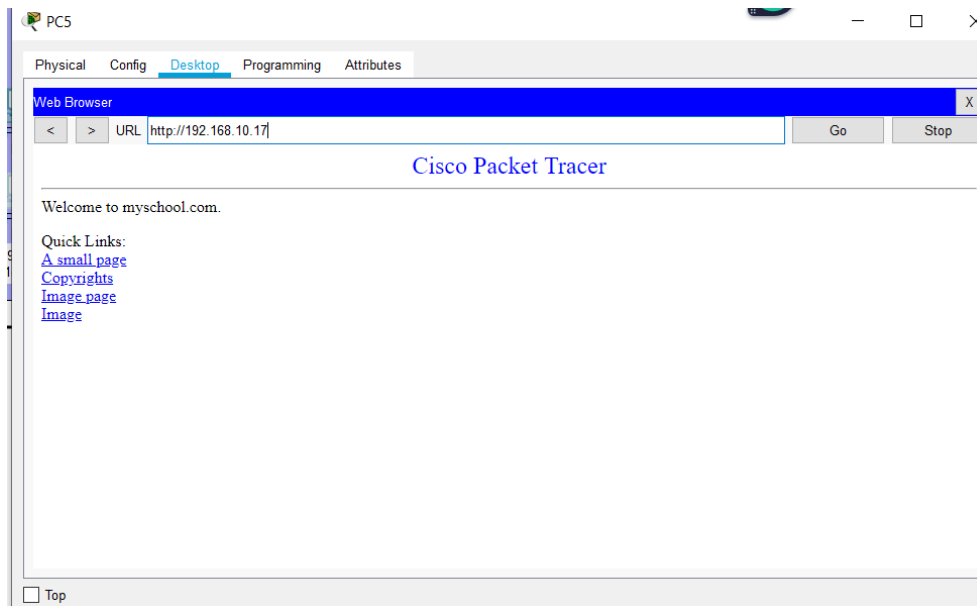 PC5
Physical Config Desktop Programming Attributes
Web Browser X
< > URL http://192.168.10.17 Go Stop
Cisco Packet Tracer
Welcome to myschool.com.
Quick Links:
A small page
Copyrights
Image page
Image
Top